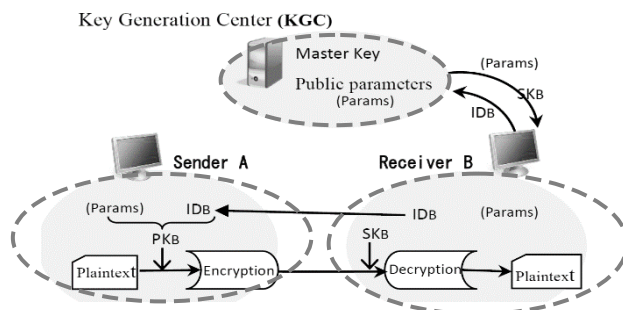 Key Generation Center (KGC)
Master Key
Public parameters
(Params)
(Params)
SKB
IDB
Sender A
Receiver B
(Params) IDB
IDB (Params)
PKB
SKB
Plaintext
Encryption
Decryption
Plaintext